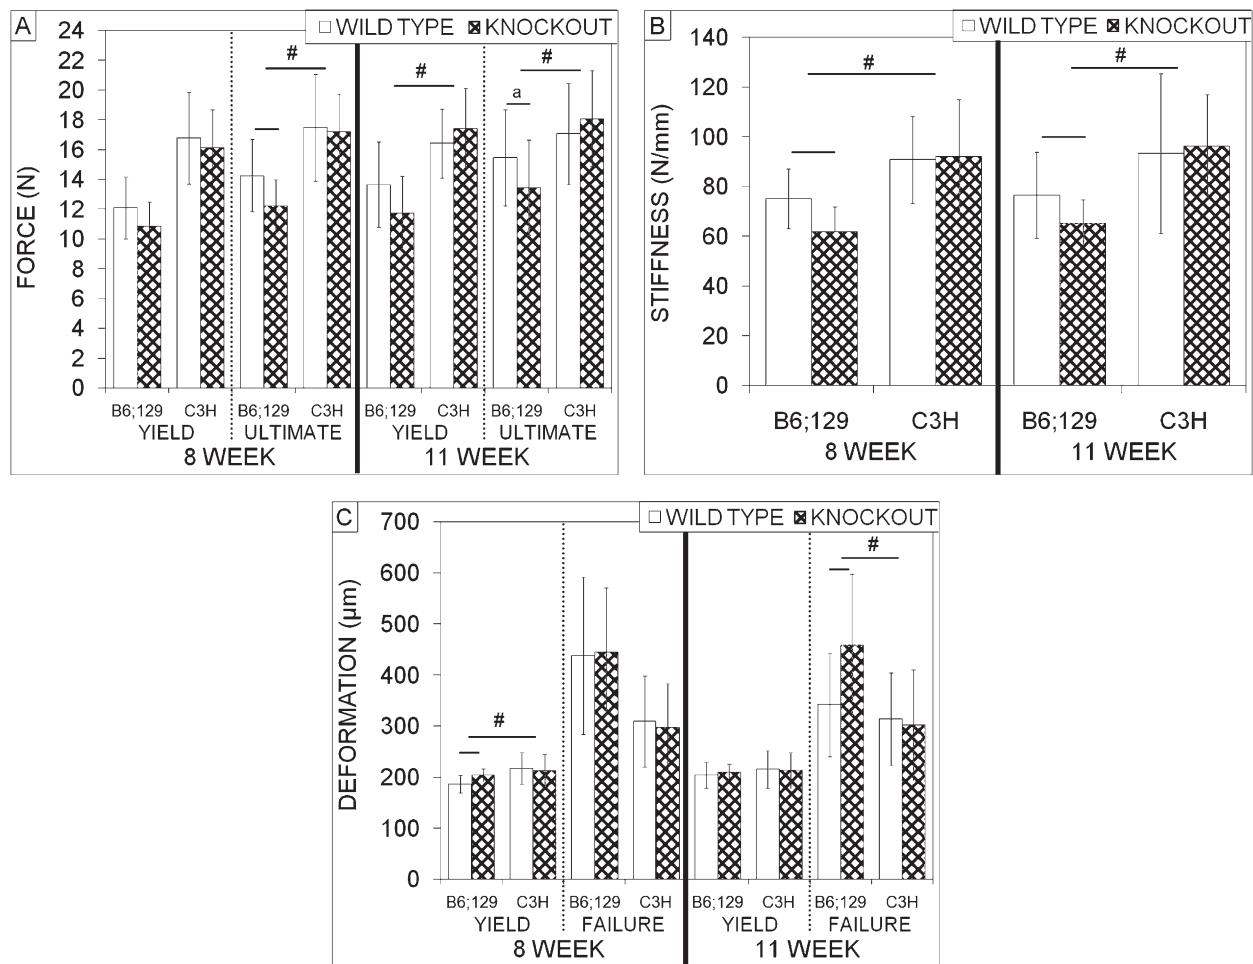 A
WILD TYPE KNOCKOUT
FORCE (N)
24
22
20
18
16
14
12
10
8
6
4
2
0
#
#
a
#
B6;129 C3H B6;129 C3H B6;129 C3H B6;129 C3H
YIELD ULTIMATE YIELD ULTIMATE
8 WEEK 11 WEEK
B
WILD TYPE KNOCKOUT
STIFFNESS (N/mm)
140
120
100
80
60
40
20
0
#
#
B6;129 C3H B6;129 C3H
8 WEEK 11 WEEK
C
WILD TYPE KNOCKOUT
DEFORMATION (µm)
700
600
500
400
300
200
100
0
#
#
B6;129 C3H B6;129 C3H B6;129 C3H B6;129 C3H
YIELD FAILURE YIELD FAILURE
8 WEEK 11 WEEK